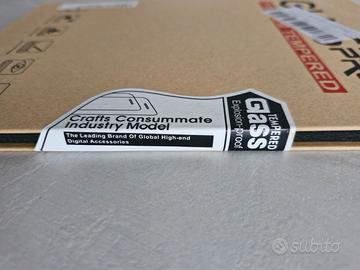 TEMPERED
Crafts Consummate
Industry Model
The Leading Brand Of Global High-end
Digital Accessories
TEMPERED
GlaSS
Explosion-proof
subito